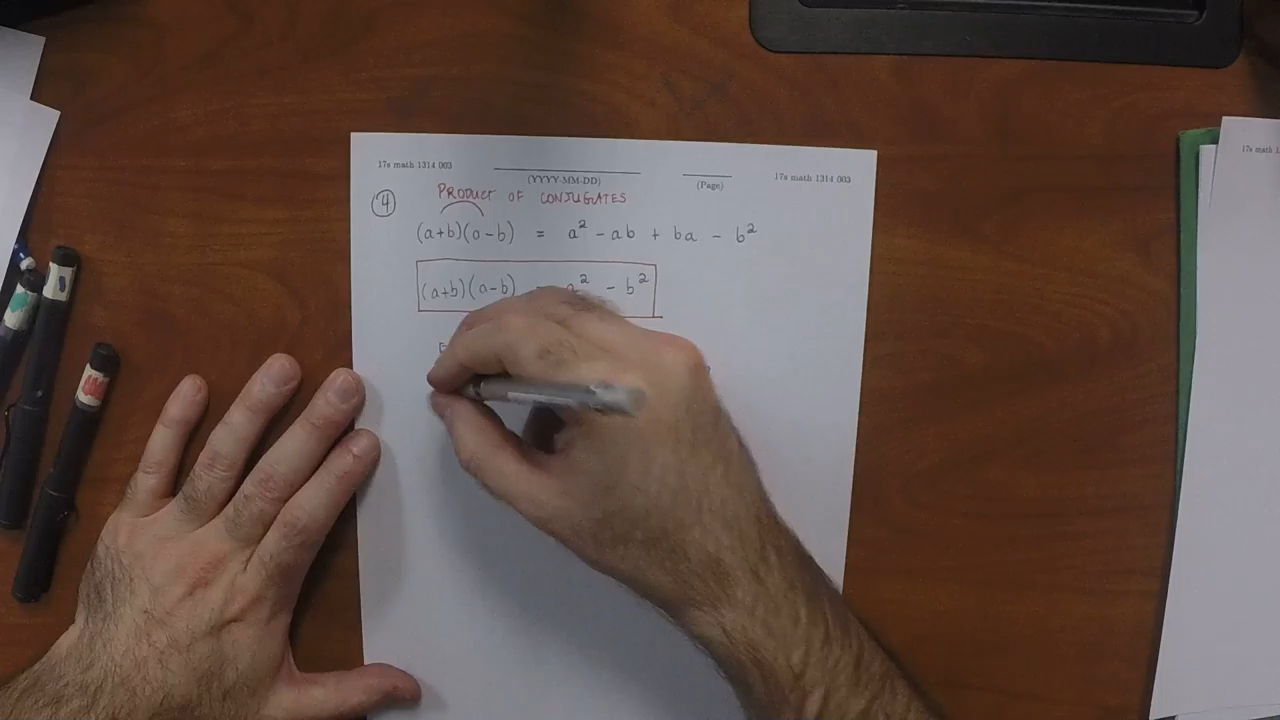 17s math 1314 003 (YYYY-MM-DD) (Page) 17s math 1314 003
④ PRODUCT OF CONJUGATES
(a+b)(a-b) = a² - ab + ba - b²
(a+b)(a-b) = a² - b²
17s math 1